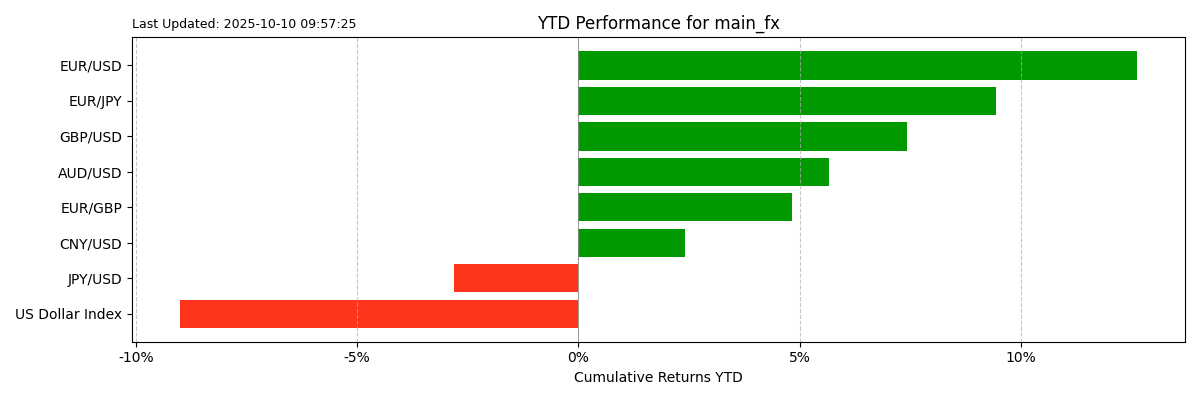 Last Updated: 2025-10-10 09:57:25
YTD Performance for main_fx
EUR/USD
EUR/JPY
GBP/USD
AUD/USD
EUR/GBP
CNY/USD
JPY/USD
US Dollar Index
-10%
-5%
0%
5%
10%
Cumulative Returns YTD